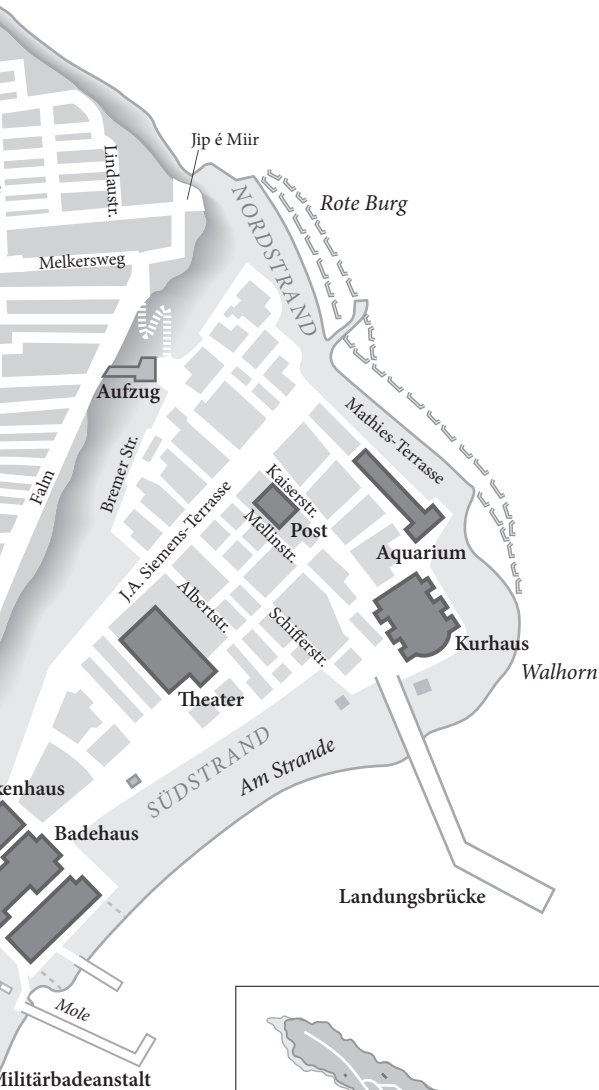 Jip é Miir
Lindaustr.
Rote Burg
NORDSTRAND
Melkersweg
Aufzug
Mathies-Terrasse
Bremer Str.
Falm
Kaiserstr.
J.A. Siemens-Terrasse
Post
Mellinstr.
Aquarium
Albertstr.
Schifferstr.
Kurhaus
Walhorn
Theater
SÜDSTRAND
Am Strande
kenhaus
Badehaus
Landungsbrücke
Mole
Militärbadeanstalt